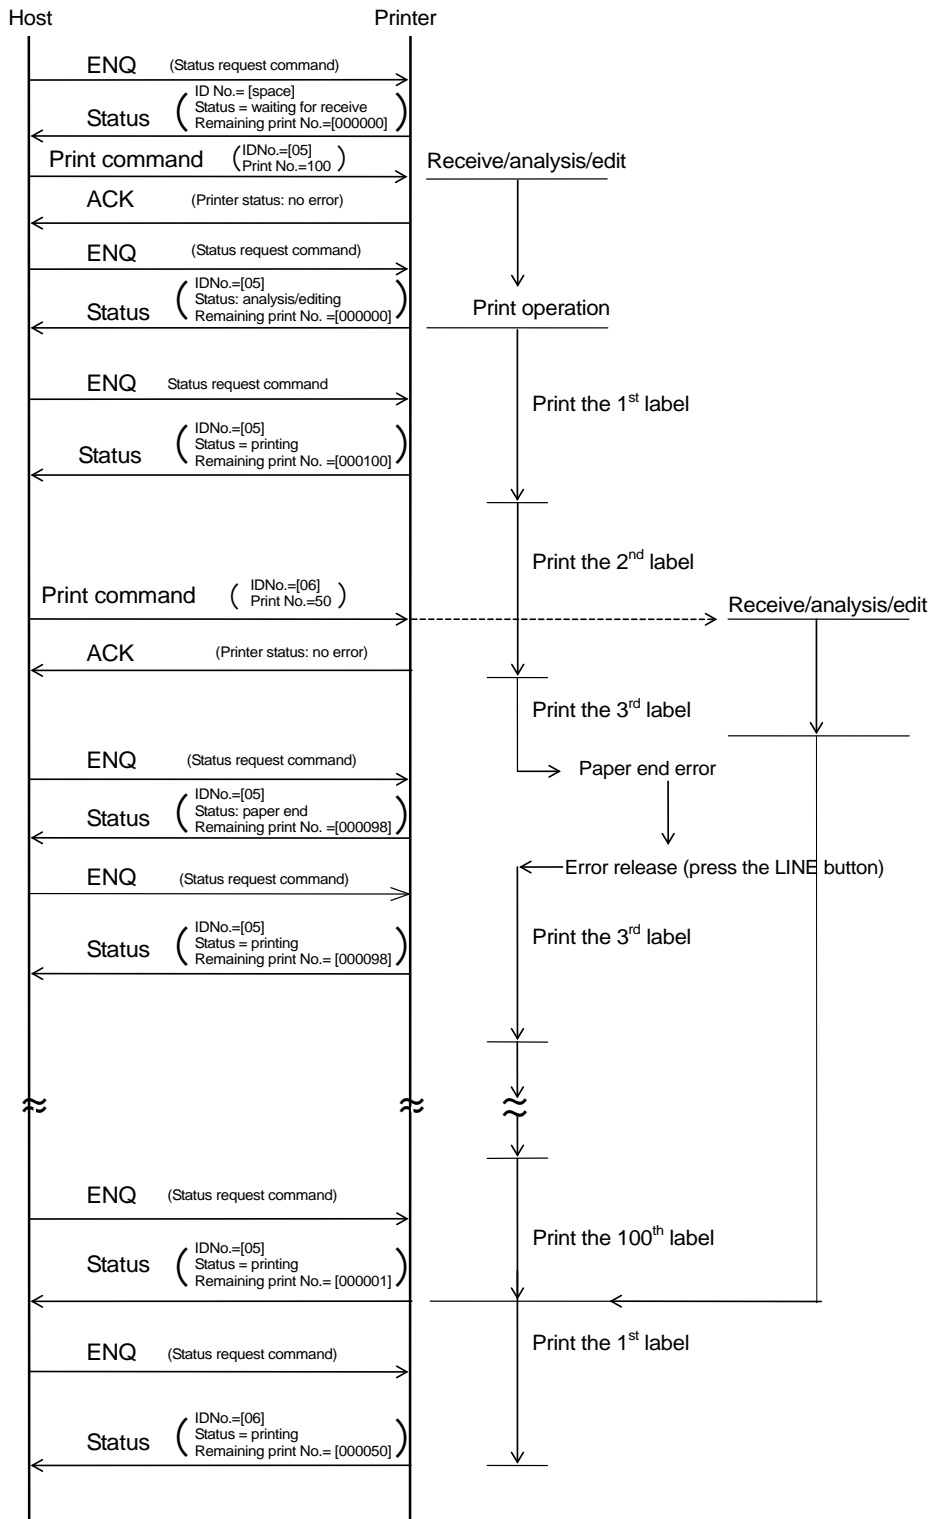 Host Printer
ENQ (Status request command)
ID No.= [space]
Status = waiting for receive
Status
Remaining print No.=[000000]
Print command (IDNo.=[05]
Print No.=100)
Receive/analysis/edit
ACK (Printer status: no error)
ENQ (Status request command)
IDNo.=[05]
Status: analysis/editing
Status
Remaining print No. =[000000]
Print operation
ENQ Status request command
Print the 1st label
IDNo.=[05]
Status = printing
Status
Remaining print No. =[000100]
Print the 2nd label
Print command ( IDNo.=[06]
Print No.=50 )
Receive/analysis/edit
ACK (Printer status: no error)
Print the 3rd label
ENQ (Status request command)
Paper end error
IDNo.=[05]
Status: paper end
Status
Remaining print No. =[000098]
Error release (press the LINE button)
ENQ (Status request command)
IDNo.=[05]
Status = printing
Status
Remaining print No.= [000098]
Print the 3rd label
ENQ (Status request command)
Print the 100th label
IDNo.=[05]
Status = printing
Status
Remaining print No.= [000001]
Print the 1st label
ENQ (Status request command)
IDNo.=[06]
Status = printing
Status
Remaining print No.= [000050]